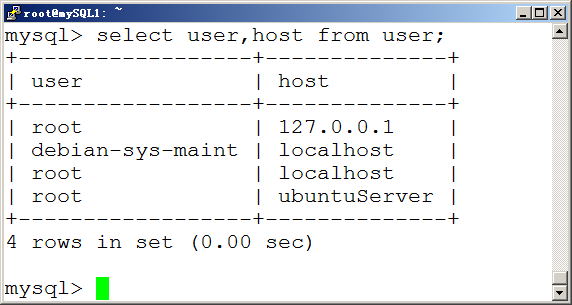 root@mySQL1: ~
mysql> select user,host from user;
+------------------+--------------+
| user             | host         |
+------------------+--------------+
| root             | 127.0.0.1    |
| debian-sys-maint | localhost    |
| root             | localhost    |
| root             | ubuntuServer |
+------------------+--------------+
4 rows in set (0.00 sec)
mysql>